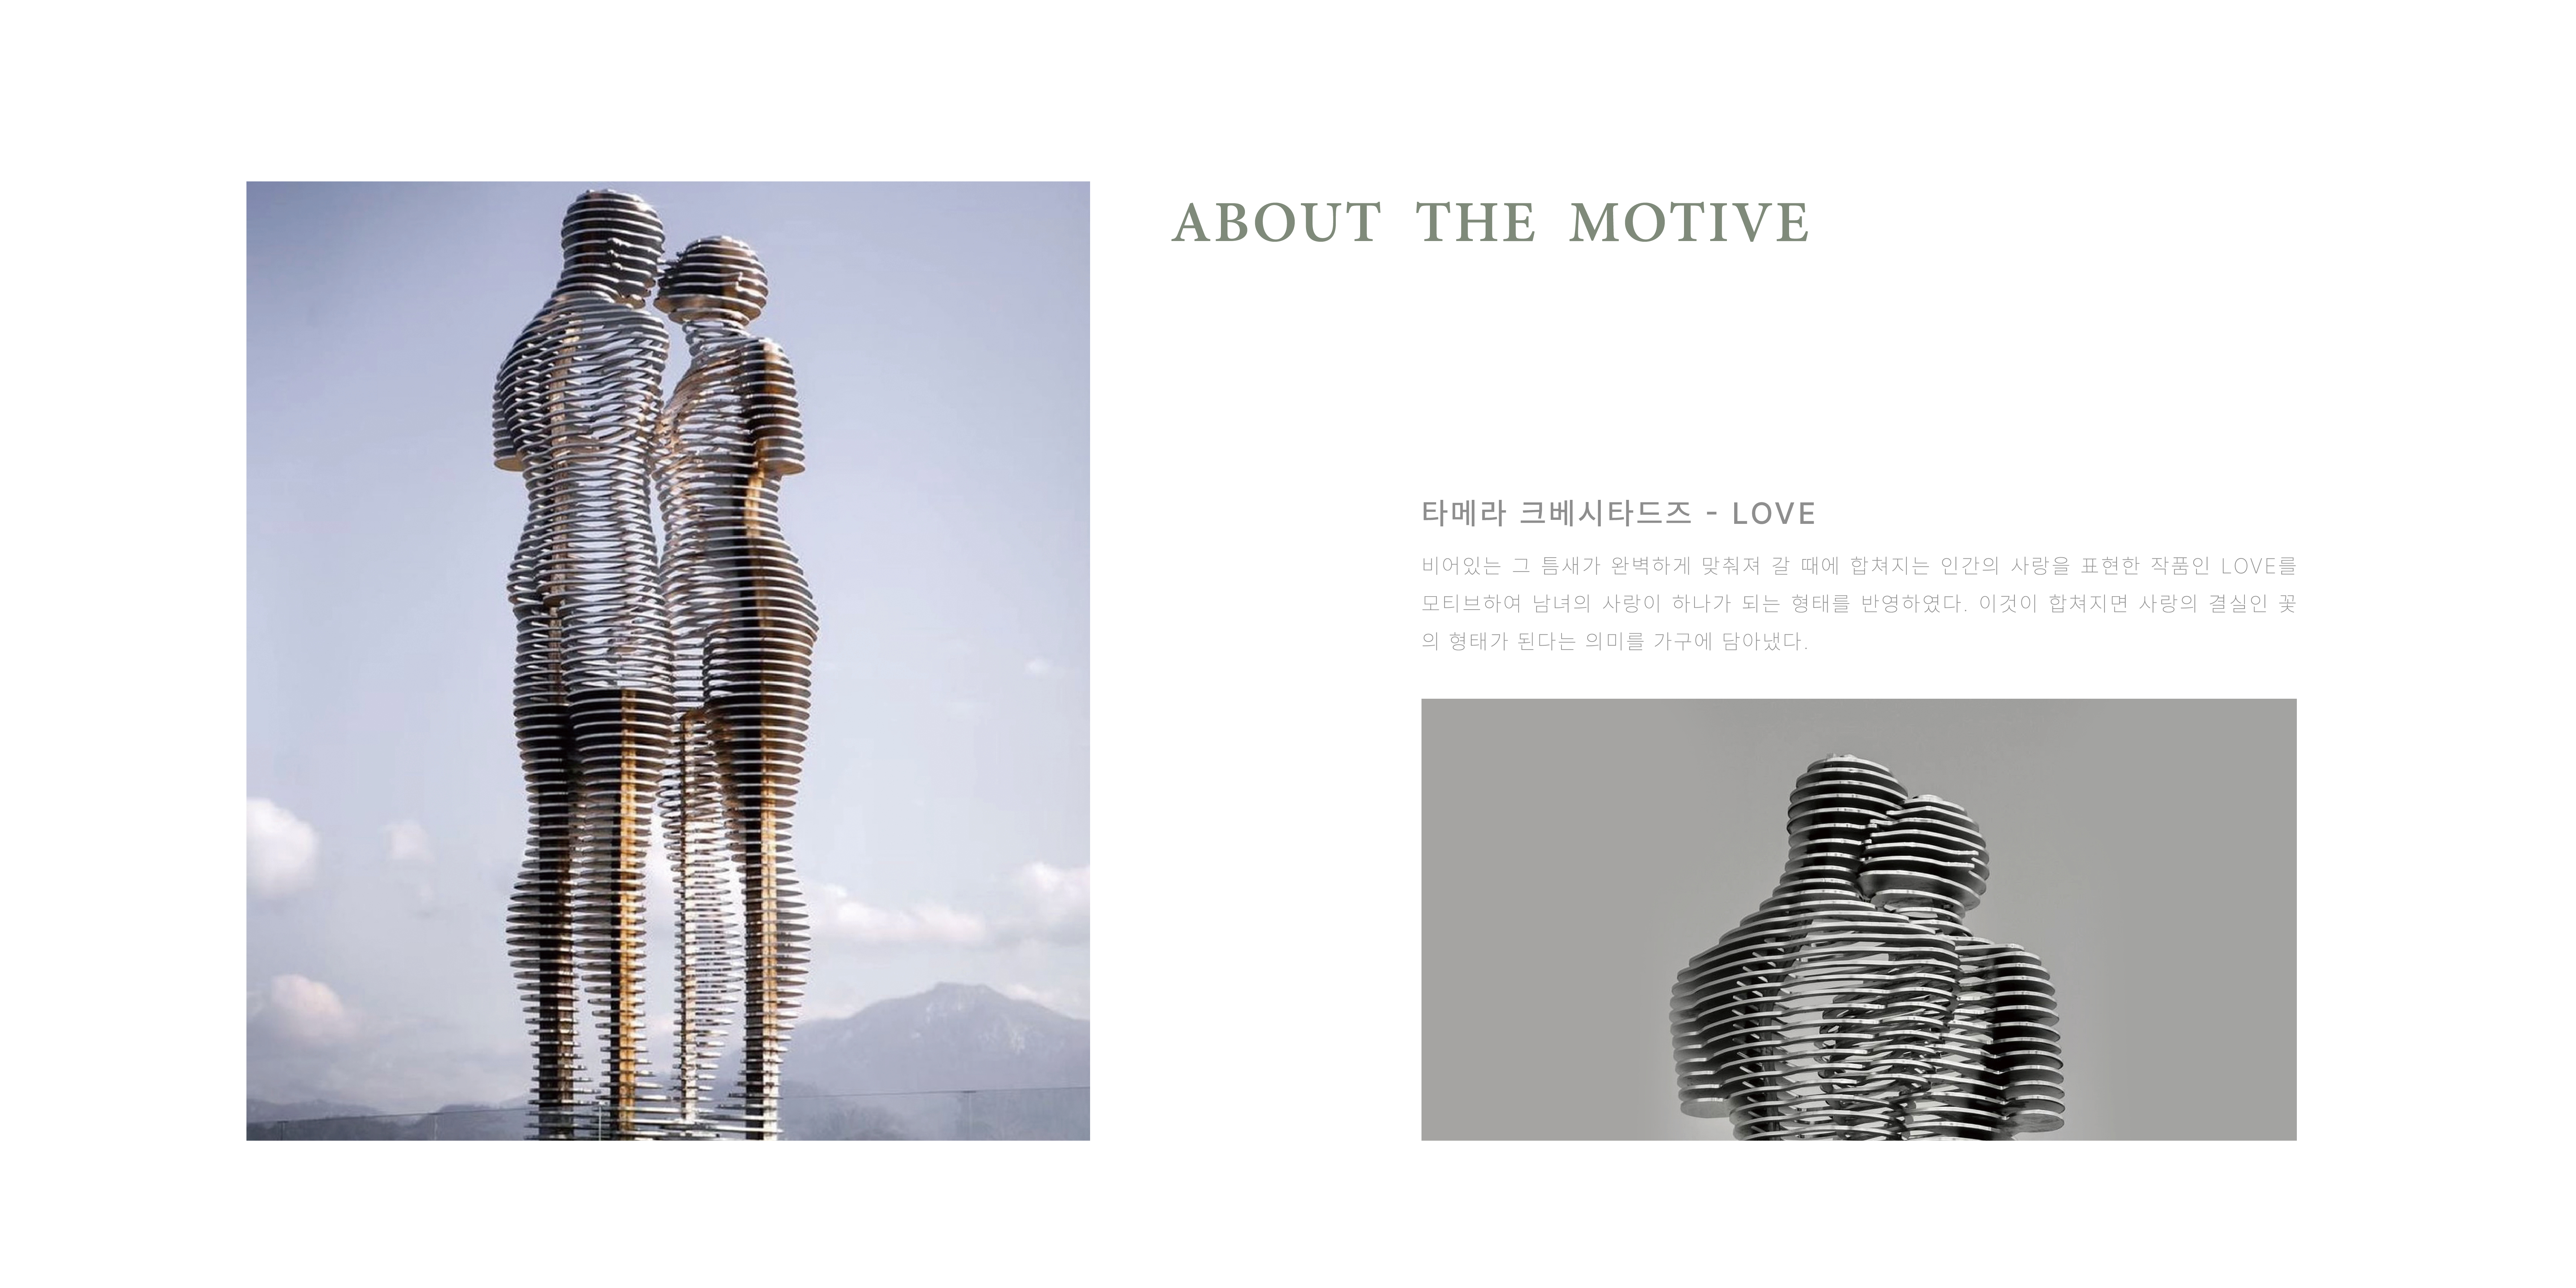 ABOUT THE MOTIVE
타메라 크베시타드즈 - LOVE
비어있는 그 틈새가 완벽하게 맞춰져 갈 때에 합쳐지는 인간의 사랑을 표현한 작품인 LOVE를
모티브하여 남녀의 사랑이 하나가 되는 형태를 반영하였다. 이것이 합쳐지면 사랑의 결실인 꽃
의 형태가 된다는 의미를 가구에 담아냈다.